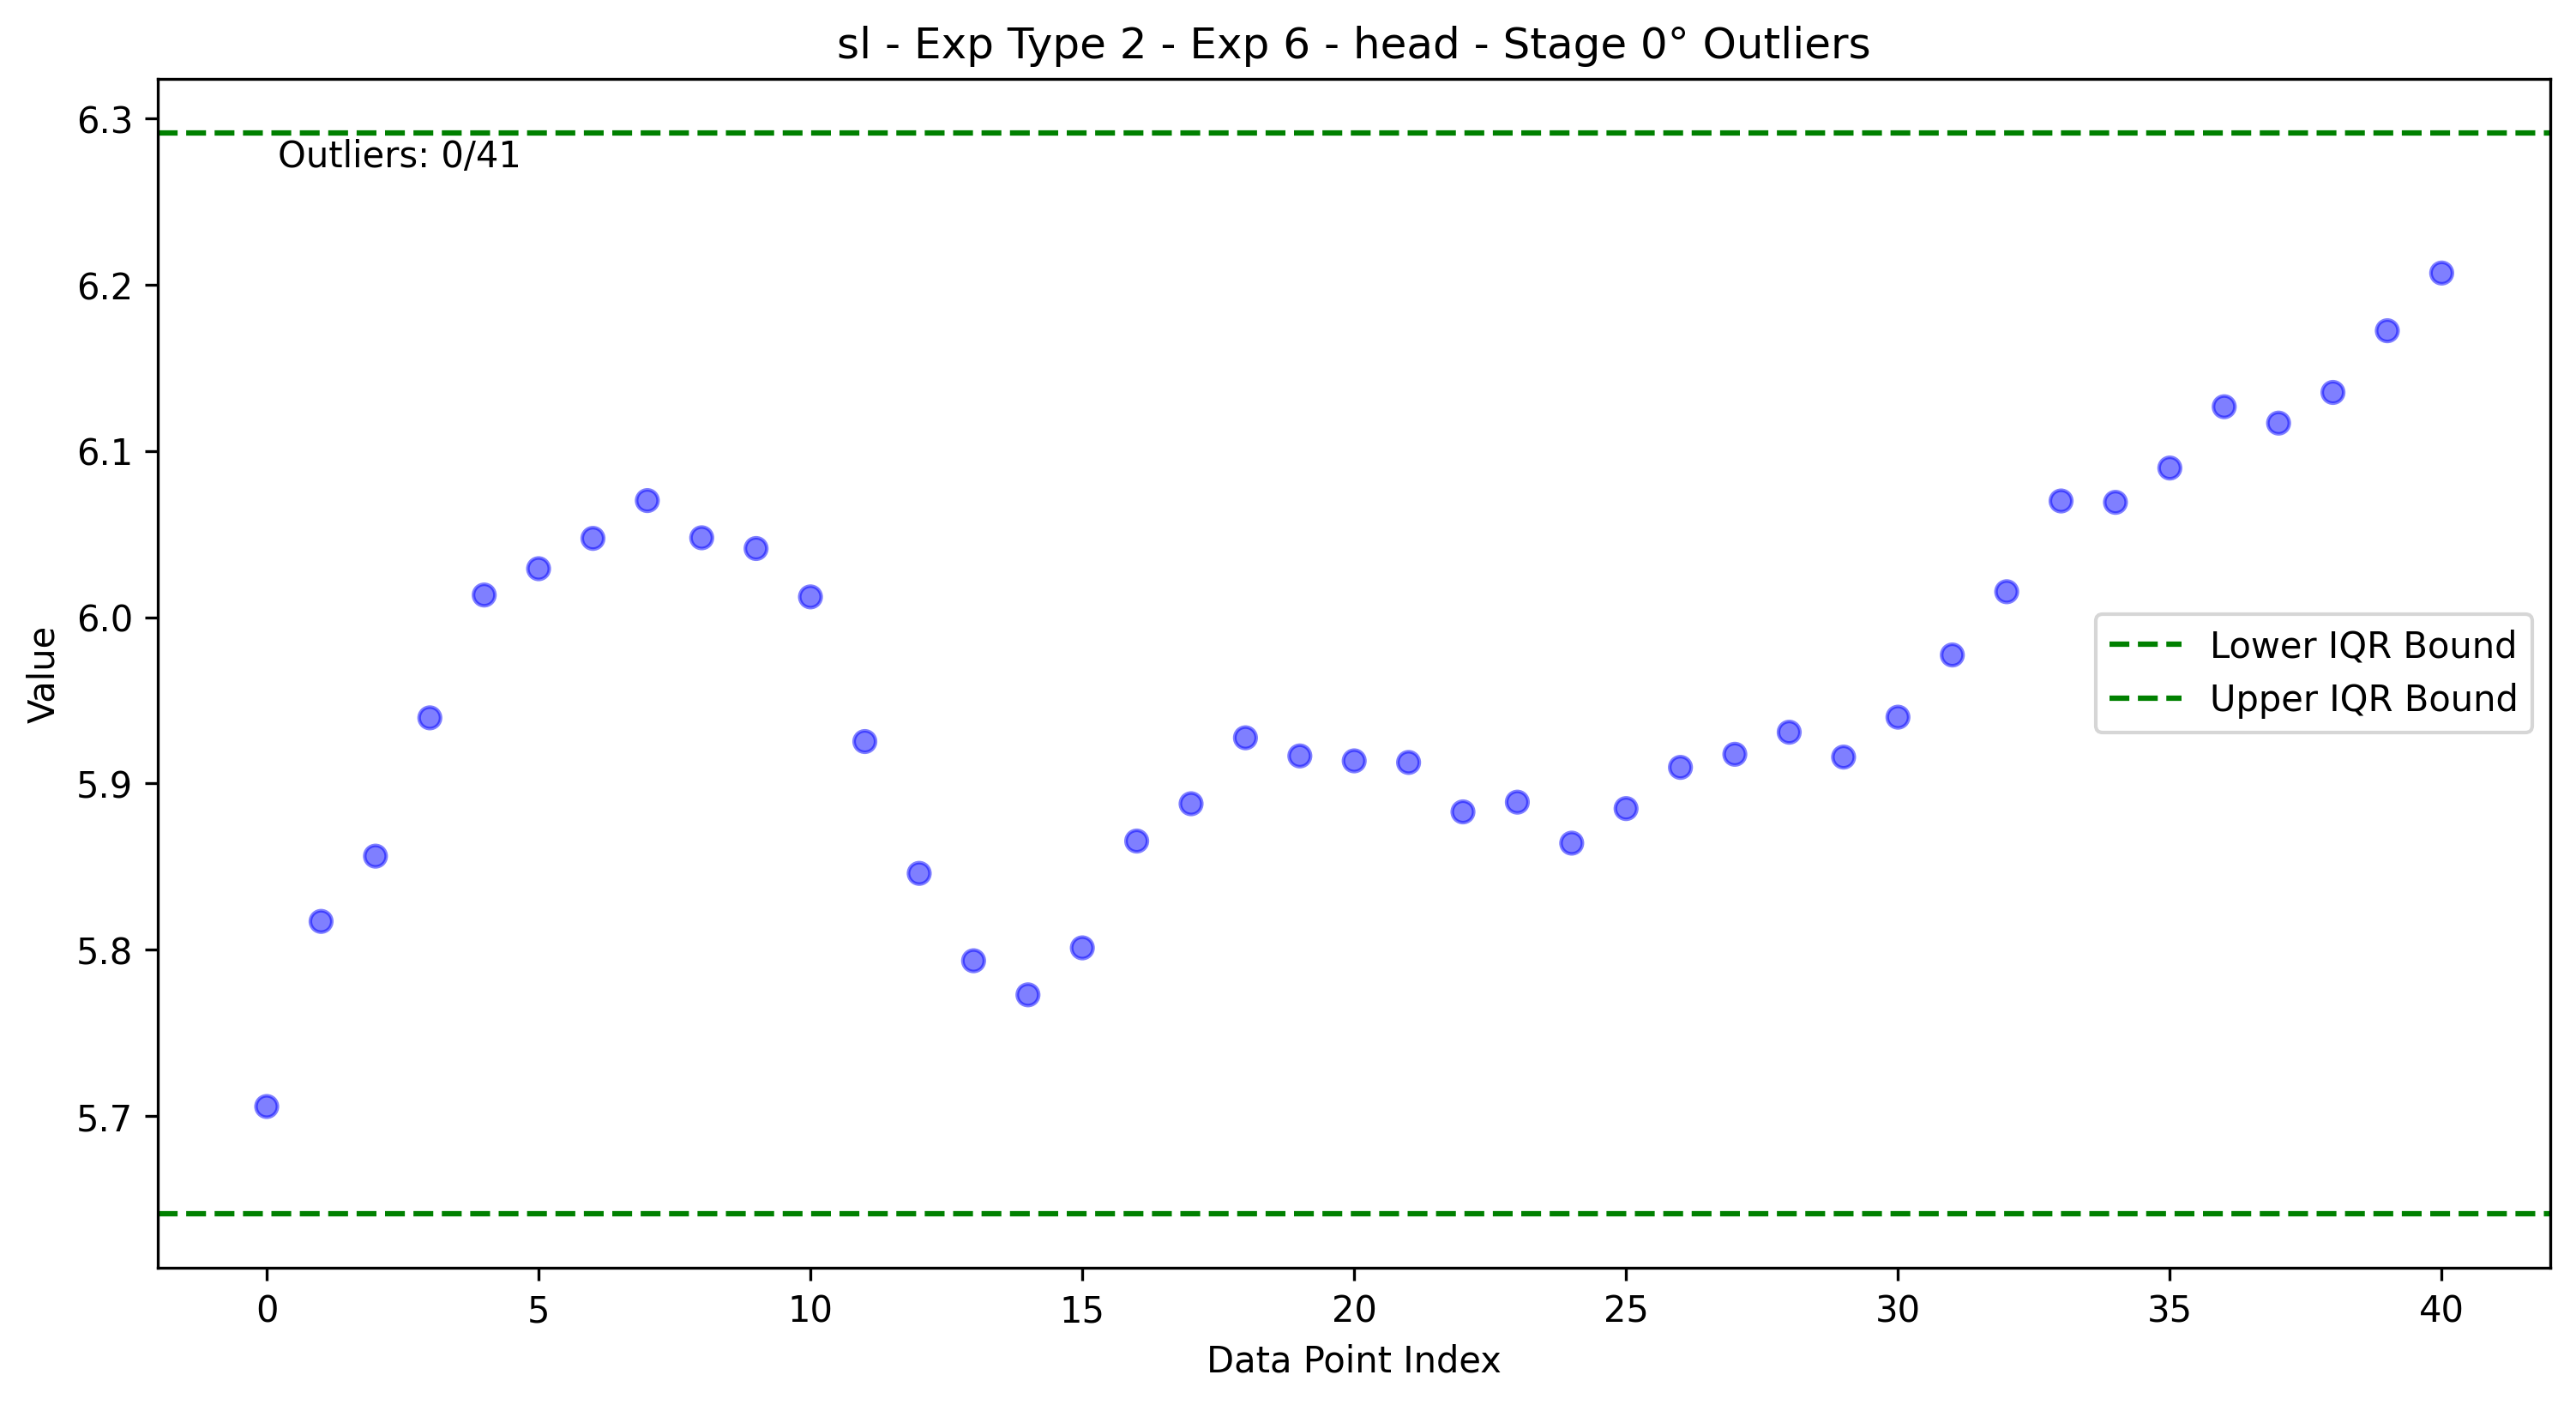 sl - Exp Type 2 - Exp 6 - head - Stage 0° Outliers
6.3
Outliers: 0/41
6.2
6.1
6.0
5.9
5.8
5.7
Value
Lower IQR Bound
Upper IQR Bound
0 5 10 15 20 25 30 35 40
Data Point Index